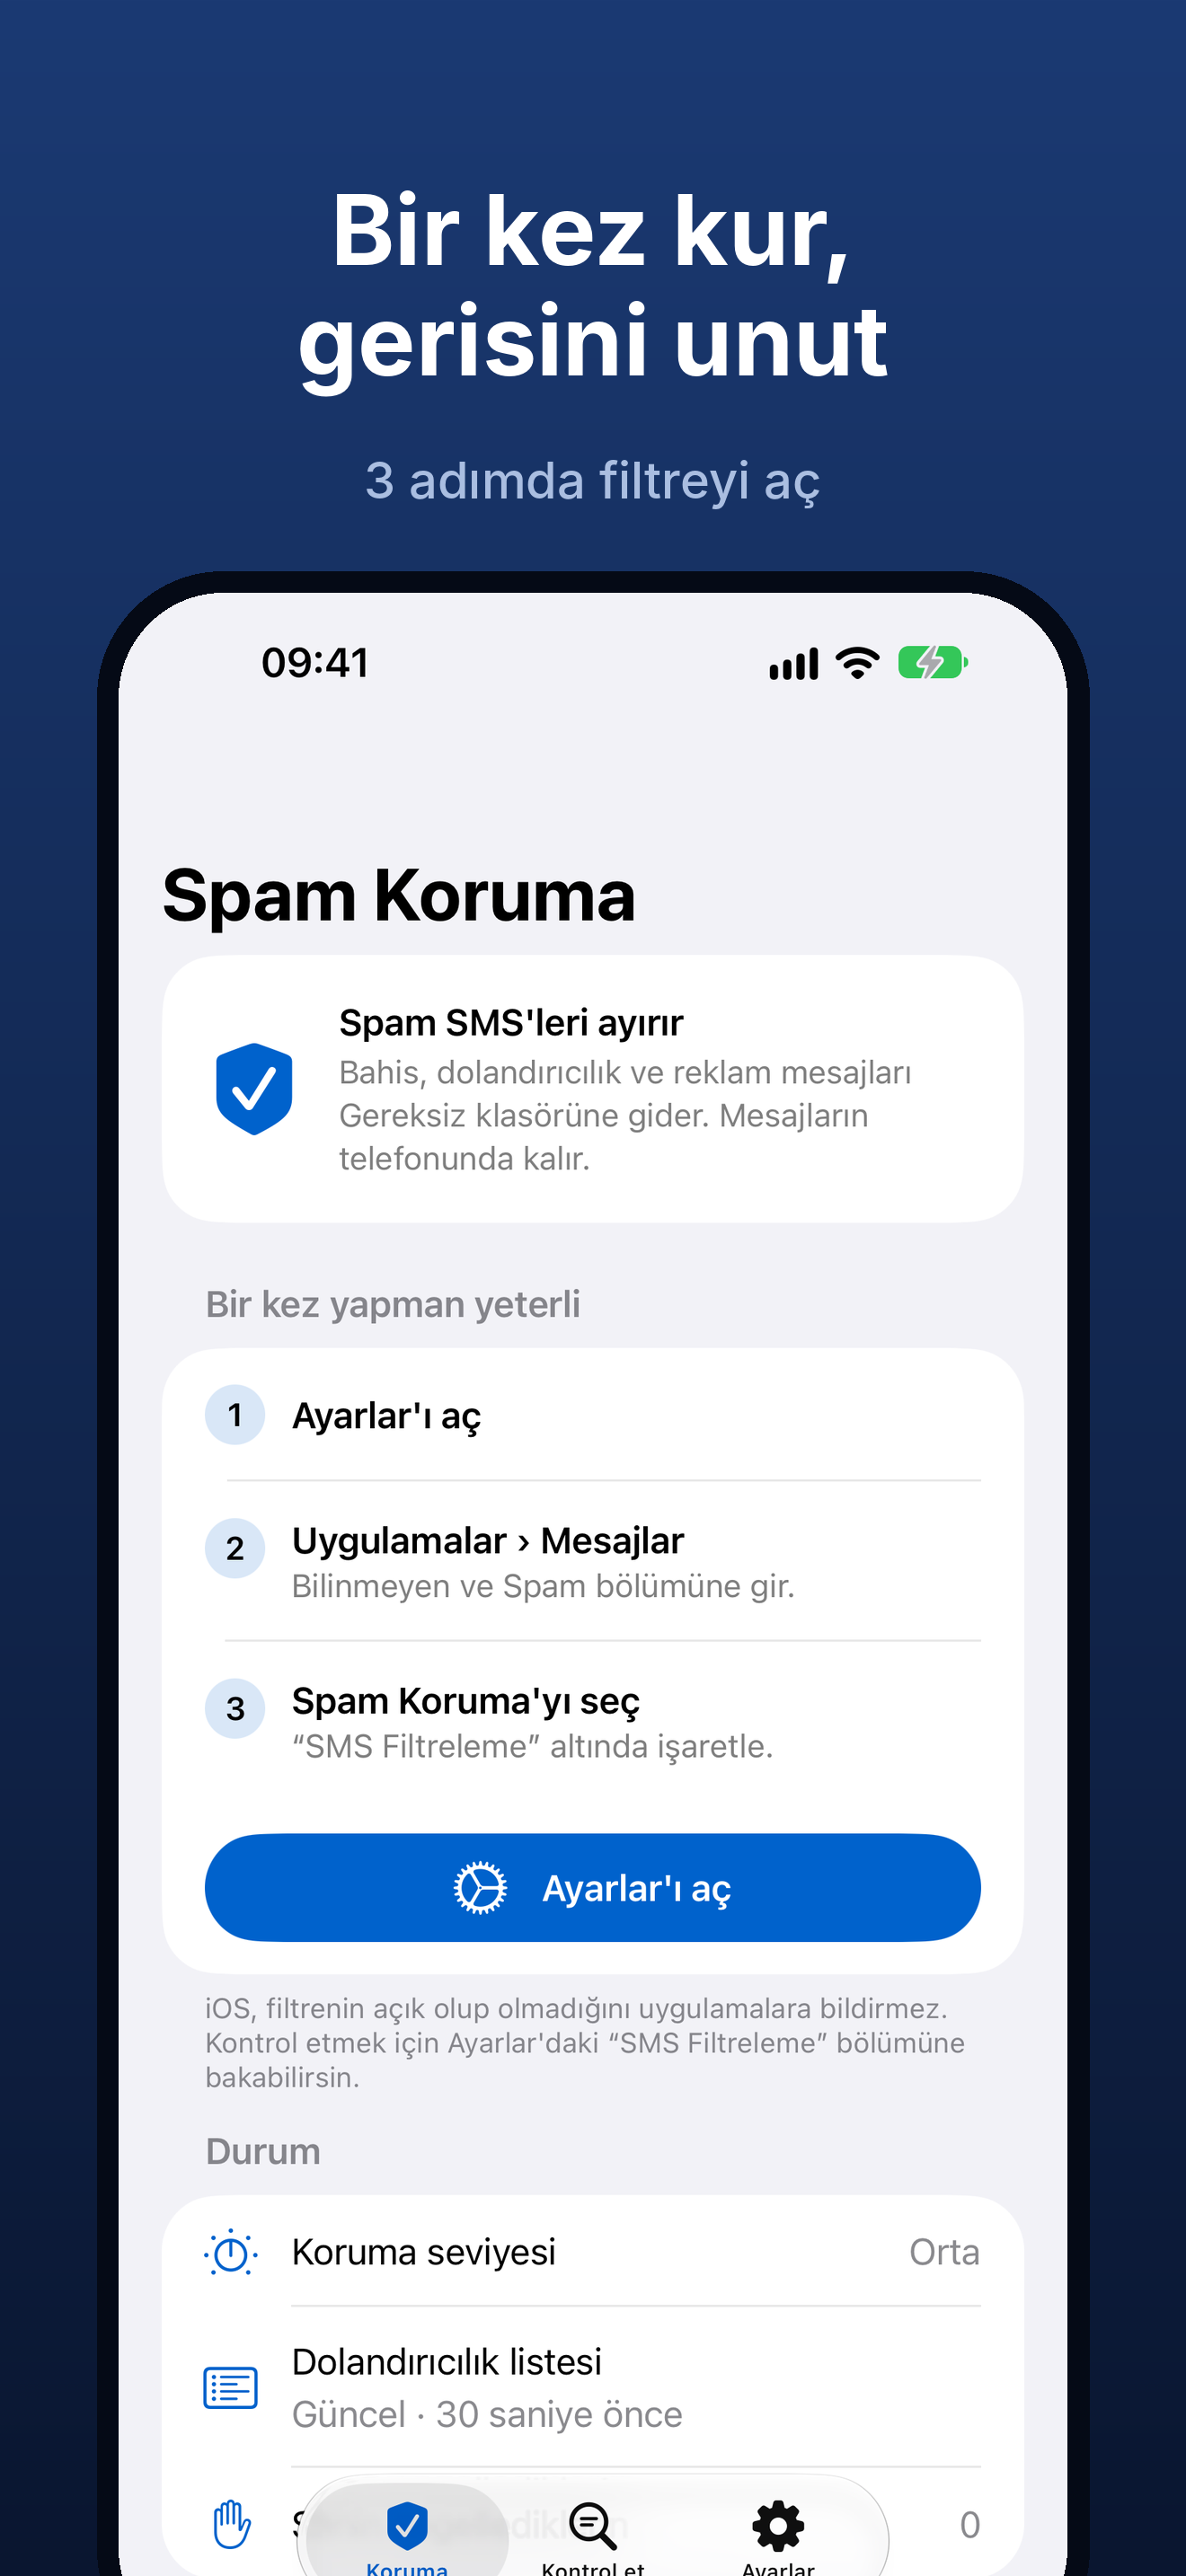 Bir kez kur,
gerisini unut
3 adımda filtreyi aç
09:41
Spam Koruma
Spam SMS'leri ayırır
Bahis, dolandırıcılık ve reklam mesajları
Gereksiz klasörüne gider. Mesajların
telefonunda kalır.
Bir kez yapman yeterli
1 Ayarlar'ı aç
2 Uygulamalar › Mesajlar
Bilinmeyen ve Spam bölümüne gir.
3 Spam Koruma'yı seç
“SMS Filtreleme” altında işaretle.
Ayarlar'ı aç
iOS, filtrenin açık olup olmadığını uygulamalara bildirmez.
Kontrol etmek için Ayarlar'daki “SMS Filtreleme” bölümüne
bakabilirsin.
Durum
Koruma seviyesi Orta
Dolandırıcılık listesi
Güncel · 30 saniye önce
0
Koruma Kontrol et Ayarlar